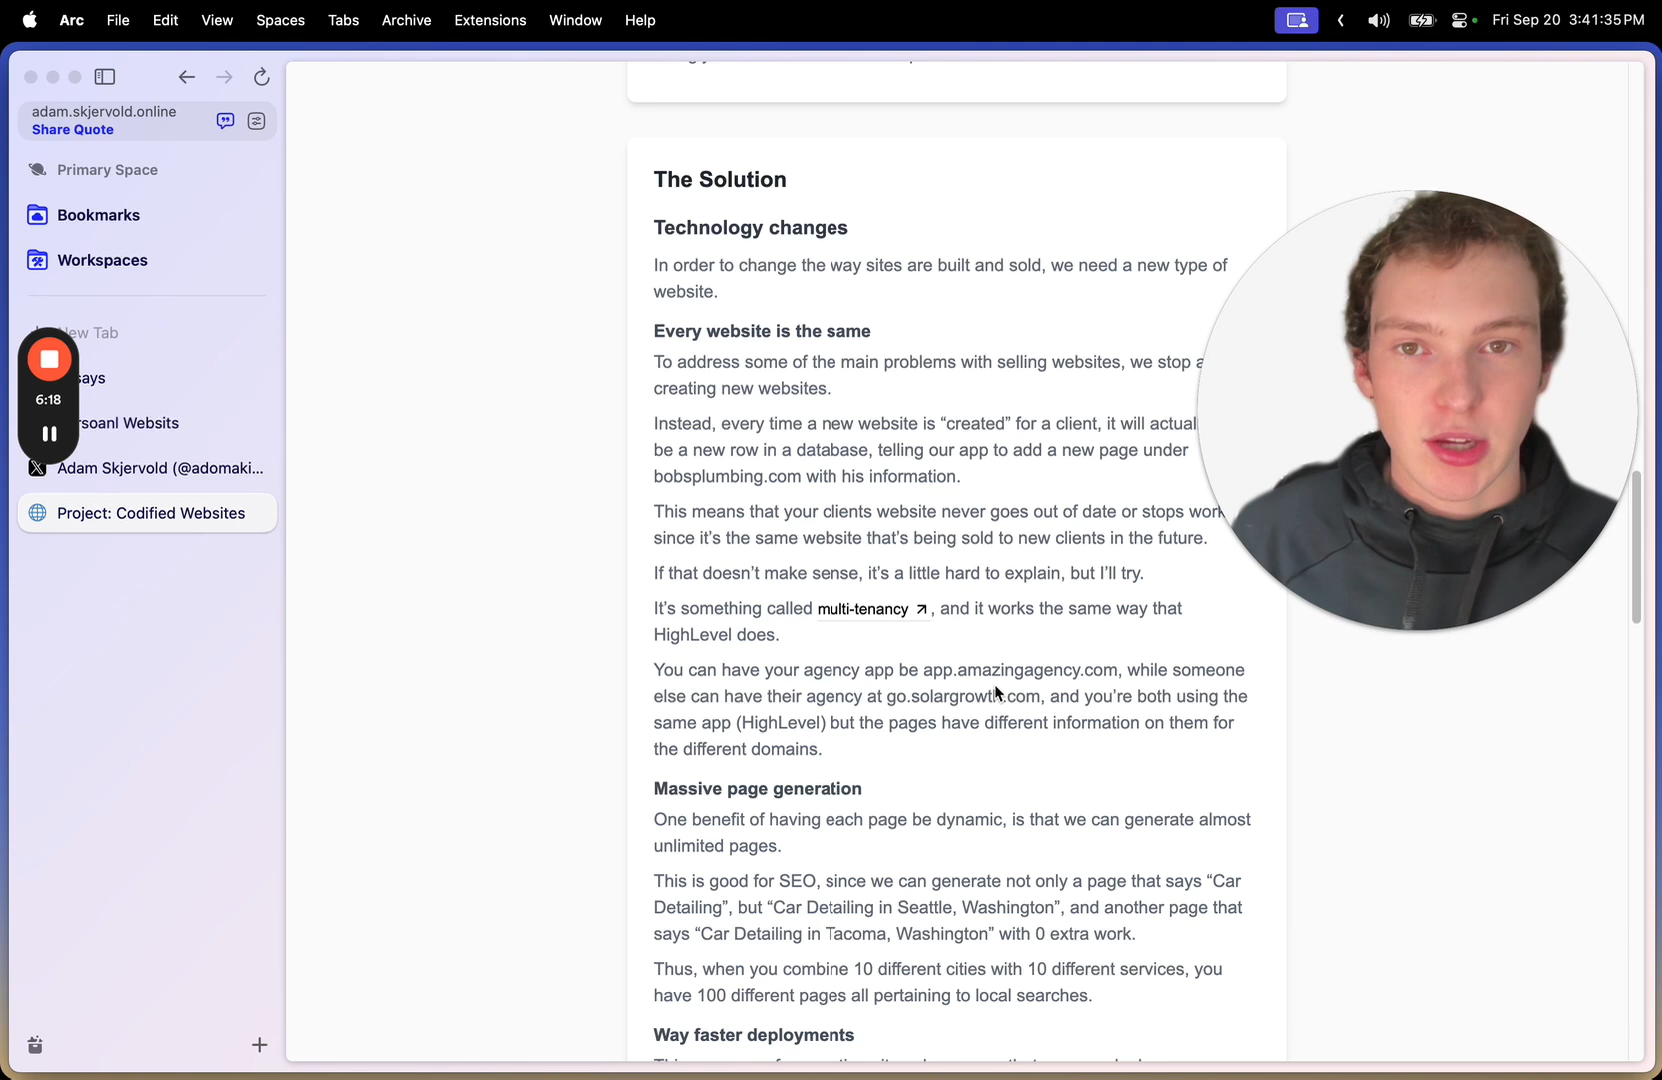 Arc File Edit View Spaces Tabs Archive Extensions Window Help
Fri Sep 20 3:41:35 PM
adam.skjervold.online
Share Quote
Primary Space
Bookmarks
Workspaces
New Tab
says
rsoanl Websits
Adam Skjervold (@adomaki...
Project: Codified Websites
6:18
The Solution
Technology changes
In order to change the way sites are built and sold, we need a new type of
website.
Every website is the same
To address some of the main problems with selling websites, we stop a
creating new websites.
Instead, every time a new website is “created” for a client, it will actual
be a new row in a database, telling our app to add a new page under
bobsplumbing.com with his information.
This means that your clients website never goes out of date or stops work
since it’s the same website that’s being sold to new clients in the future.
If that doesn’t make sense, it’s a little hard to explain, but I’ll try.
It’s something called multi-tenancy ↗, and it works the same way that
HighLevel does.
You can have your agency app be app.amazingagency.com, while someone
else can have their agency at go.solargrowth.com, and you’re both using the
same app (HighLevel) but the pages have different information on them for
the different domains.
Massive page generation
One benefit of having each page be dynamic, is that we can generate almost
unlimited pages.
This is good for SEO, since we can generate not only a page that says “Car
Detailing”, but “Car Detailing in Seattle, Washington”, and another page that
says “Car Detailing in Tacoma, Washington” with 0 extra work.
Thus, when you combine 10 different cities with 10 different services, you
have 100 different pages all pertaining to local searches.
Way faster deployments